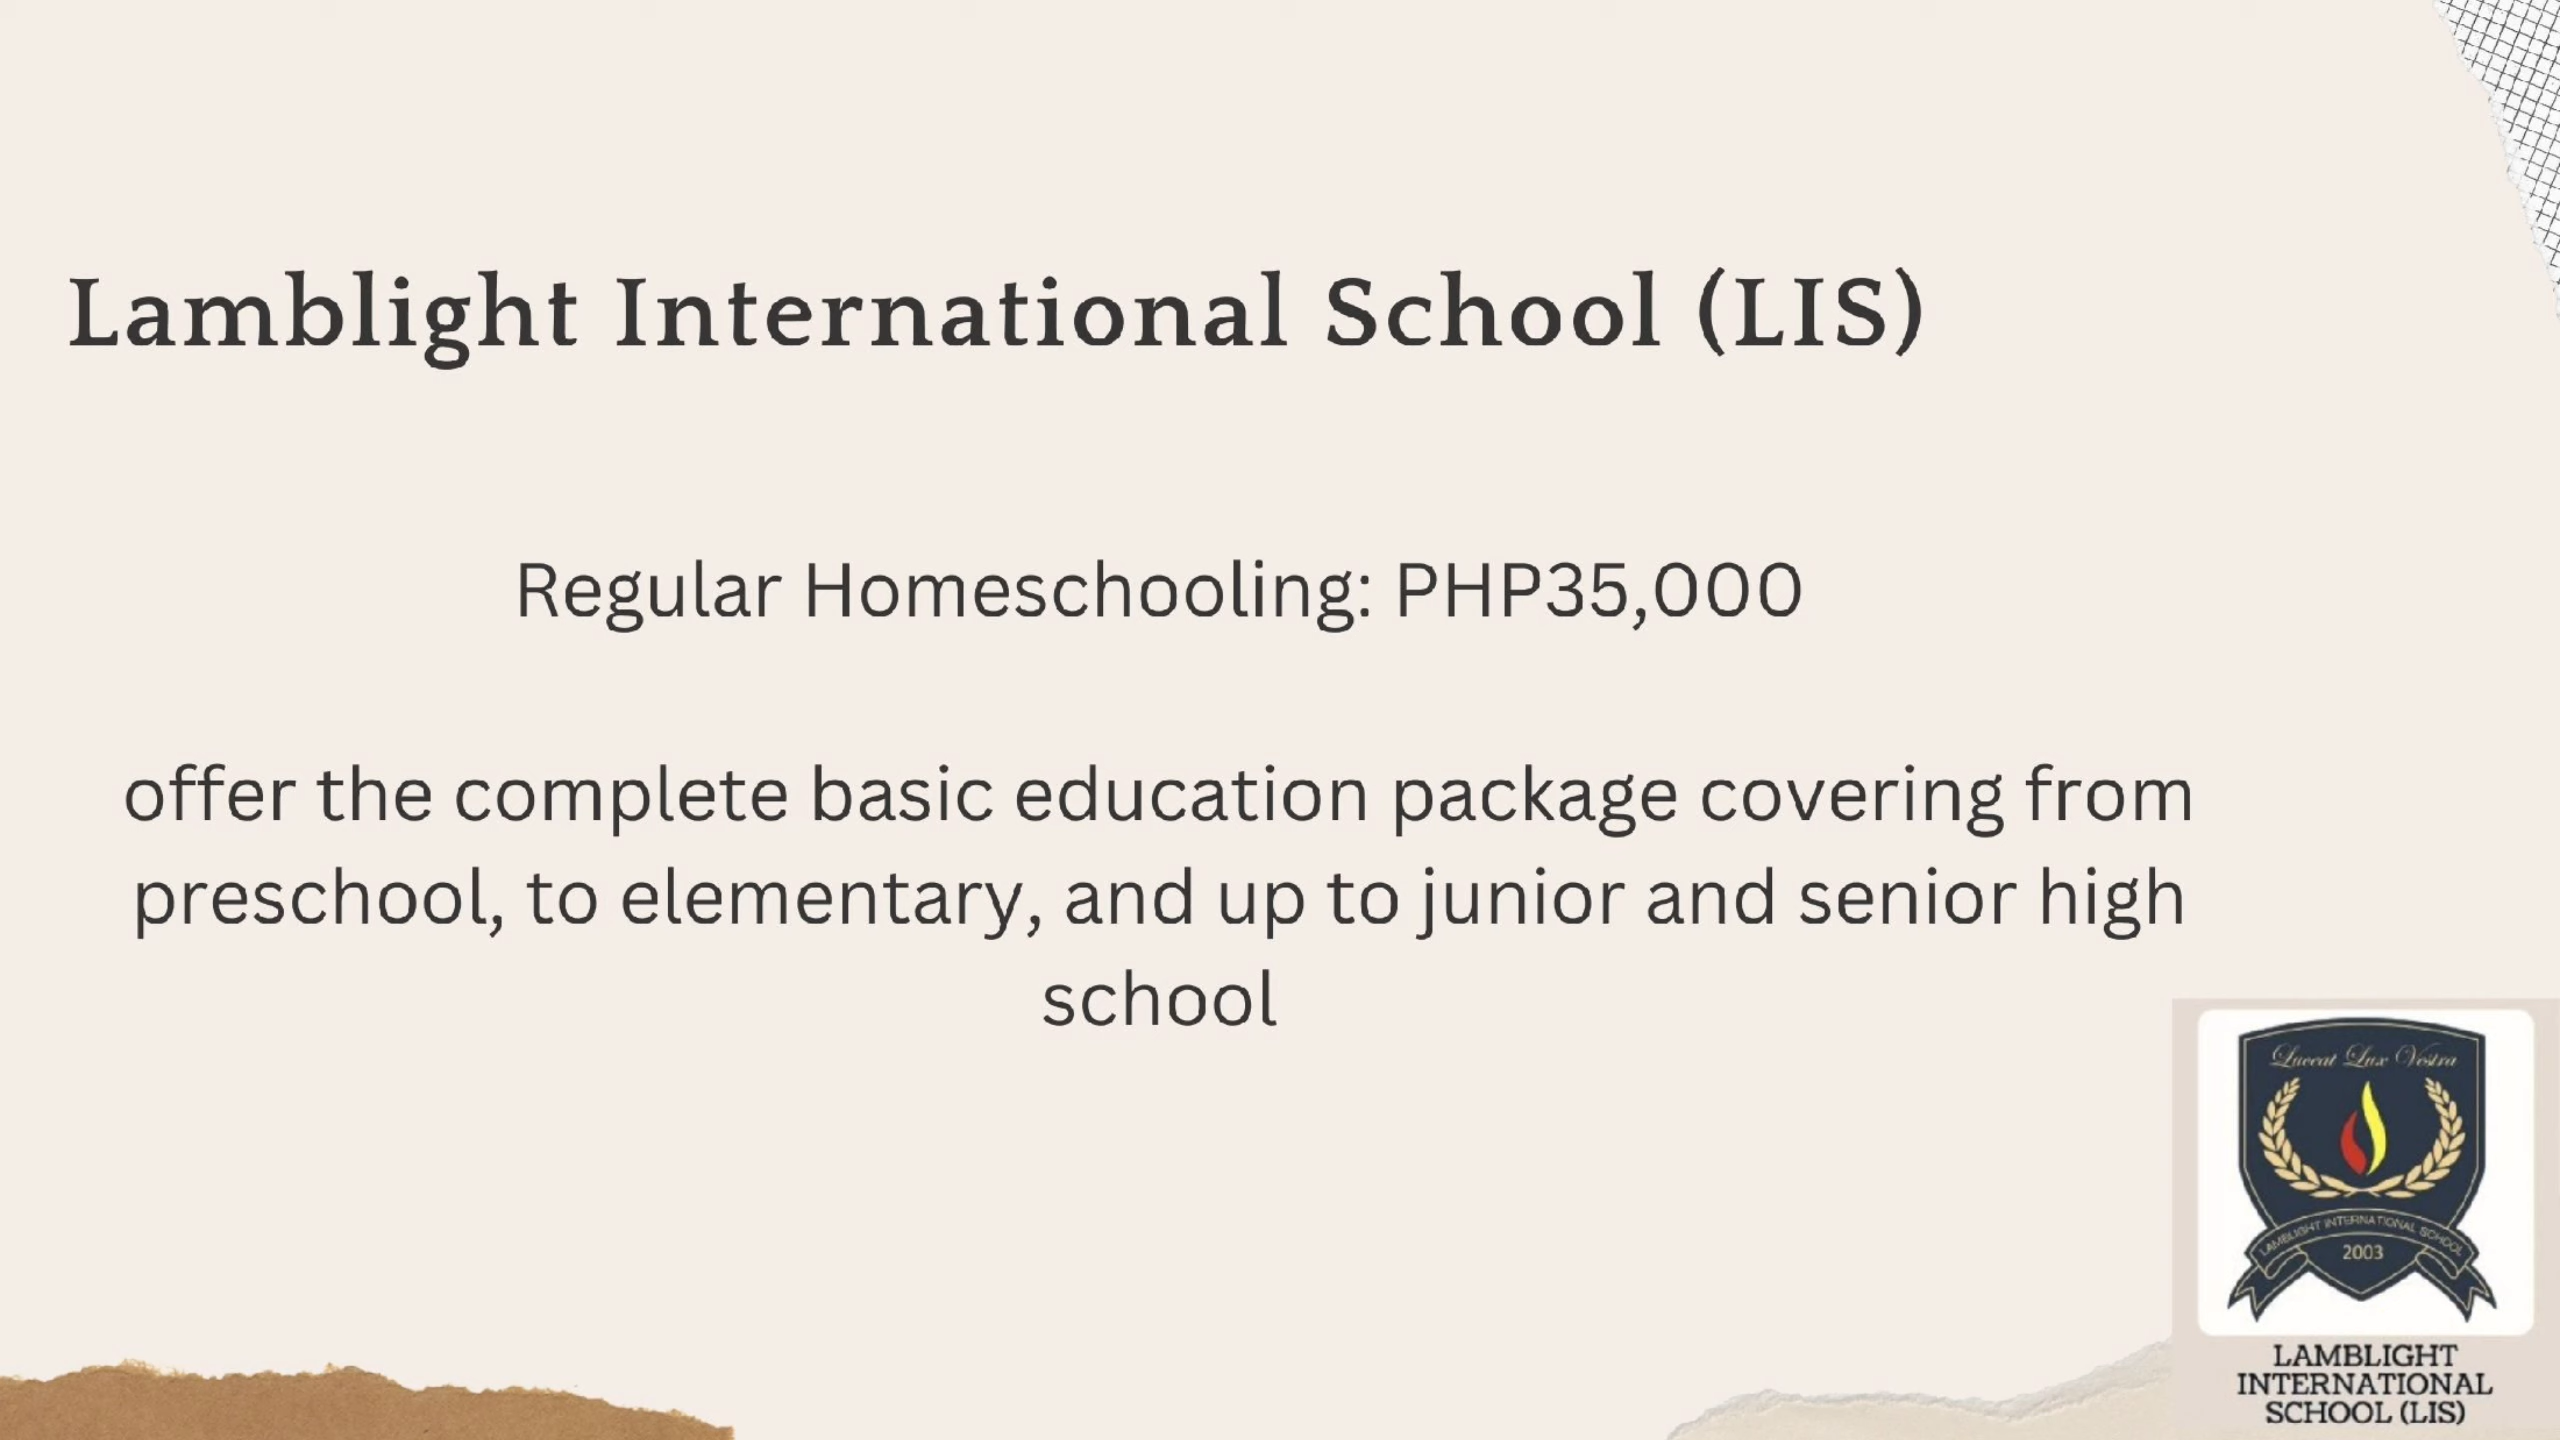 Lamblight International School (LIS)
Regular Homeschooling: PHP35,000
offer the complete basic education package covering from
preschool, to elementary, and up to junior and senior high
school
Luceat Lux Vestra
LAMBLIGHT INTERNATIONAL SCHOOL
2003
LAMBLIGHT
INTERNATIONAL
SCHOOL (LIS)